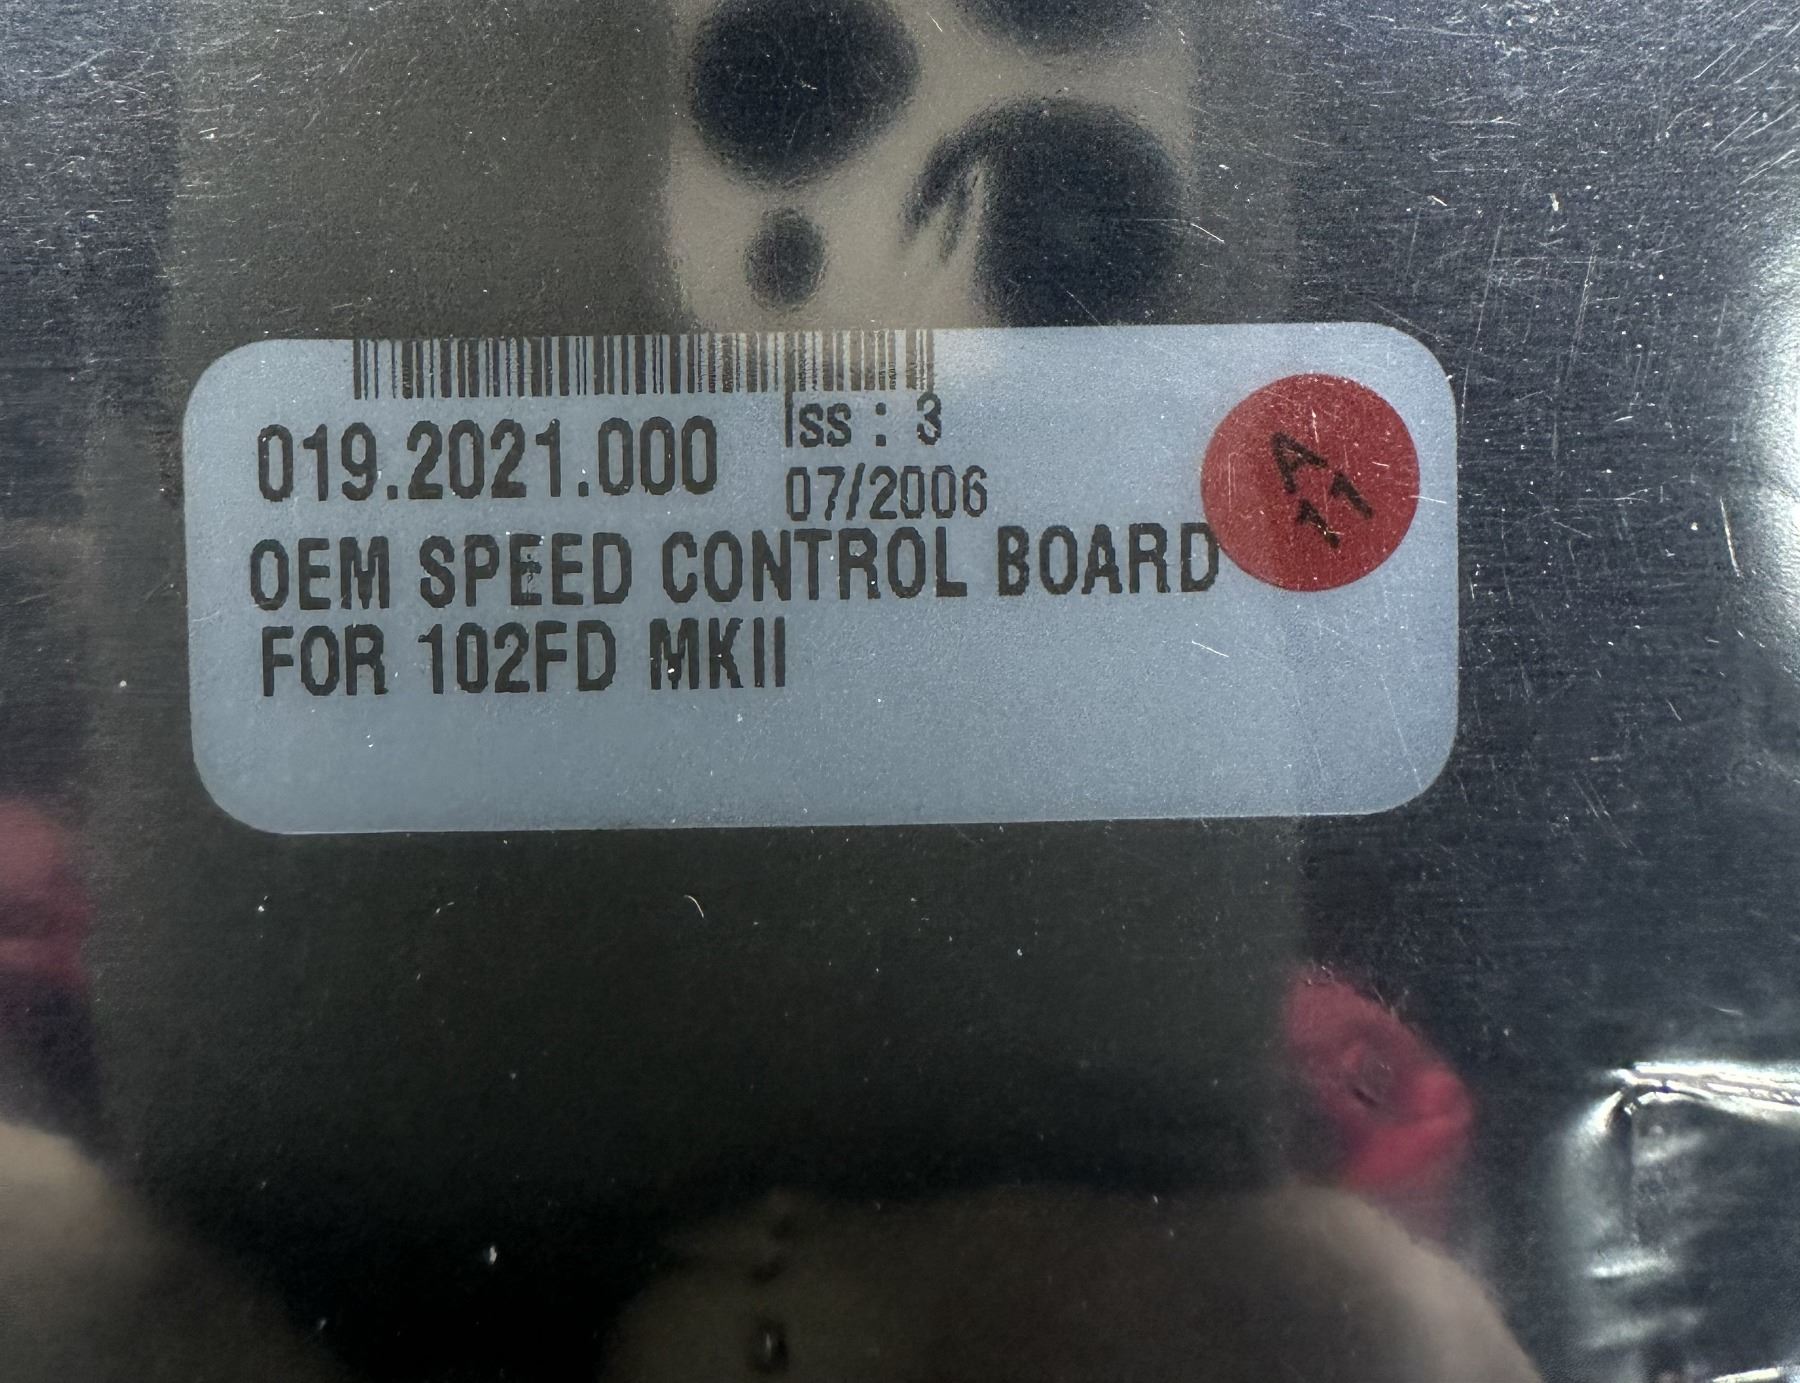 019.2021.000
Iss : 3
07/2006
OEM SPEED CONTROL BOARD
FOR 102FD MKII
A
11